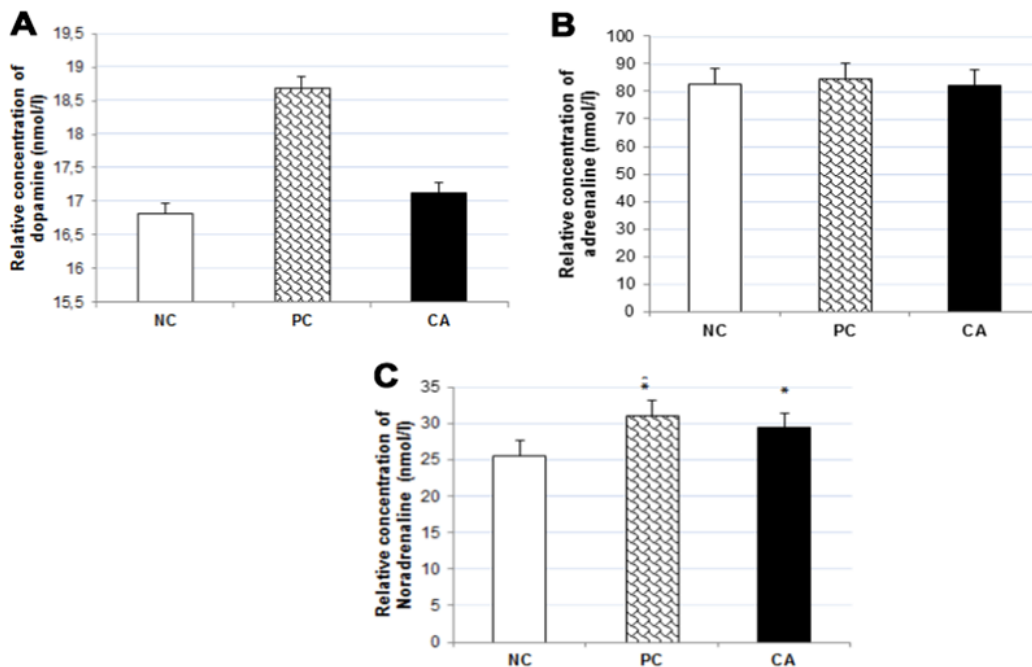 A
Relative concentration of
dopamine (nmol/l)
19,5
19
18,5
18
17,5
17
16,5
16
15,5
NC PC CA
B
Relative concentration of
adreenaline (nmol/l)
100
90
80
70
60
50
40
30
20
10
0
NC PC CA
C
Relative concentration of
Noradrenaline (nmol/l)
35
30
25
20
15
10
5
0
* *
NC PC CA